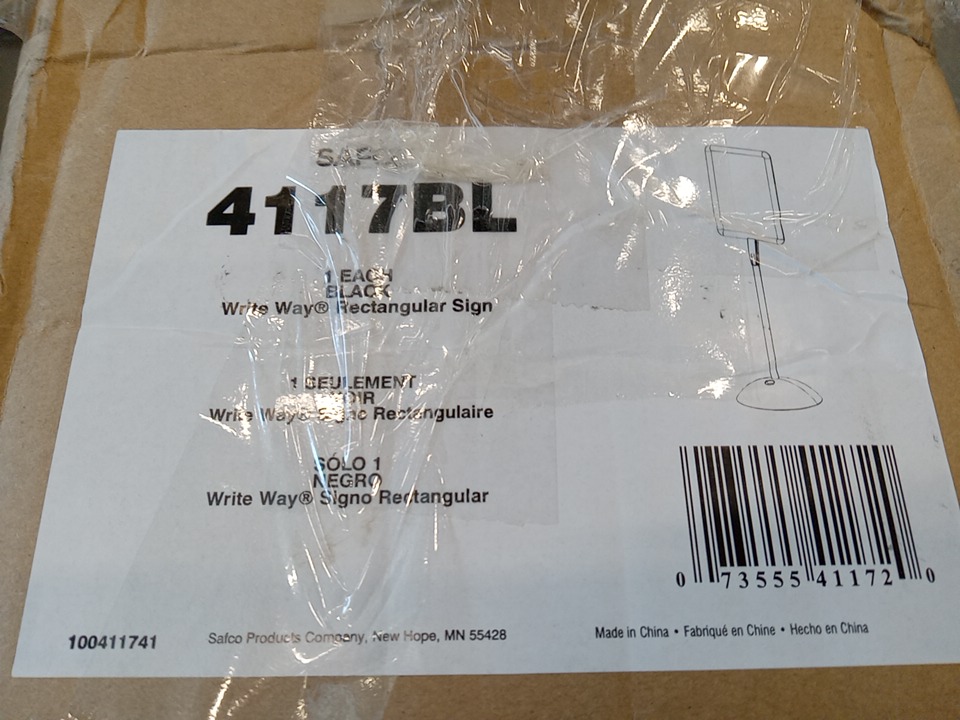 SAFCO
4117BL
1 EACH
BLACK
Write Way® Rectangular Sign
1 SEULEMENT
NOIR
Write Way® Signe Rectangulaire
SÓLO 1
NEGRO
Write Way® Signo Rectangular
0 73555 41172 0
100411741
Safco Products Company, New Hope, MN 55428
Made in China • Fabriqué en Chine • Hecho en China